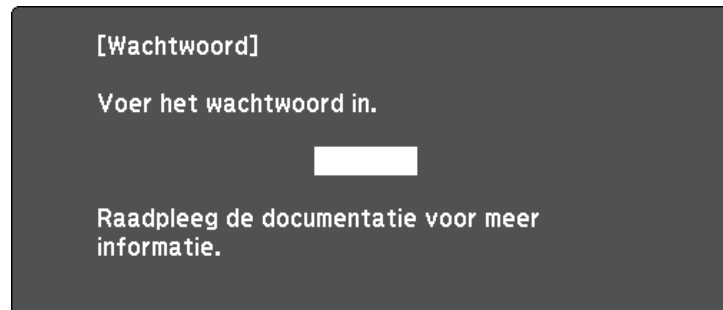 [Wachtwoord]
Voer het wachtwoord in.
Raadpleeg de documentatie voor meer
informatie.